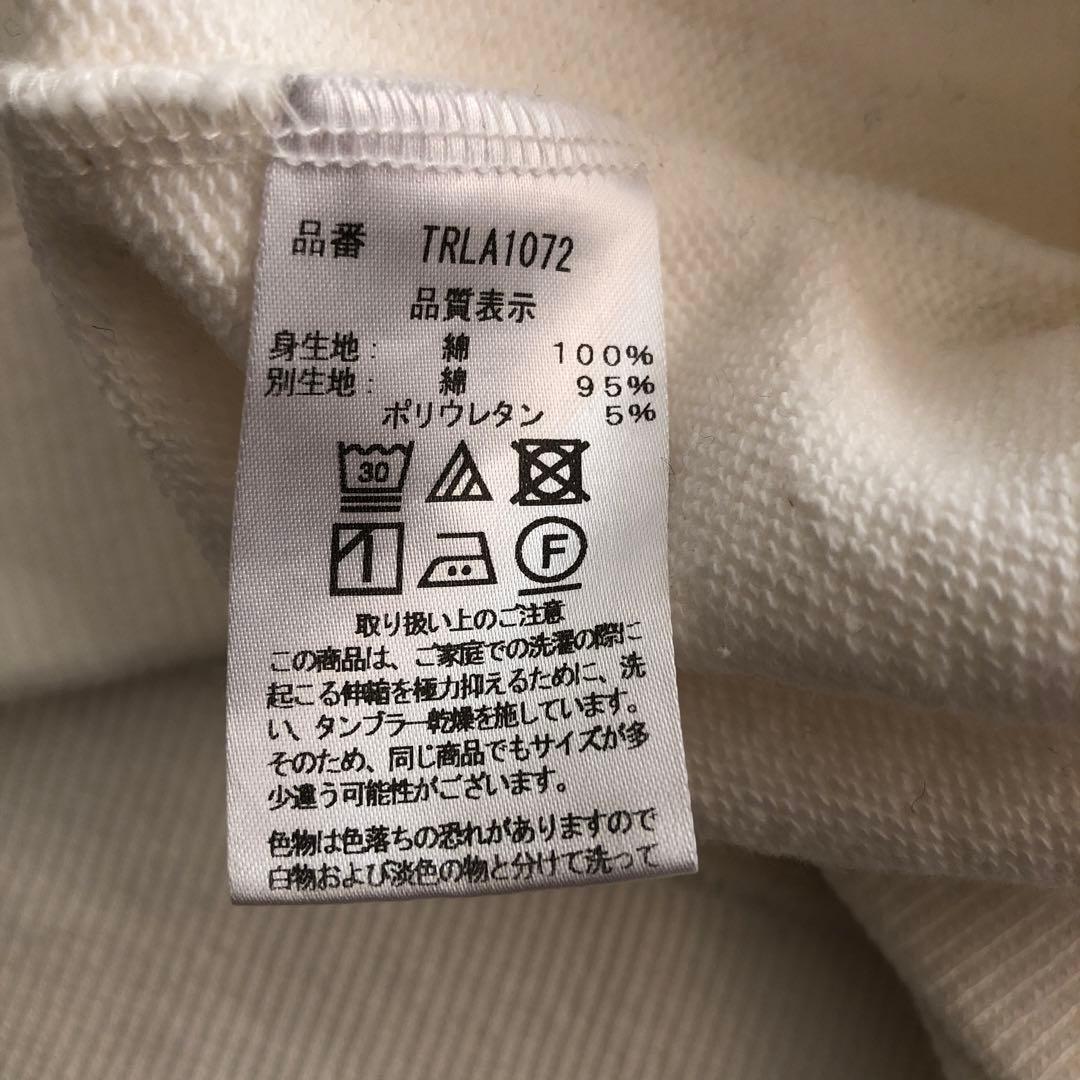 品番 TRLA1072
品質表示
身生地: 綿 100%
別生地: 綿 95%
ポリウレタン 5%
30
F
取り扱い上のご注意
この商品は、ご家庭での洗濯の際に
起こる伸縮を極力抑えるために、洗
い、タンブラー乾燥を施しています。
そのため、同じ商品でもサイズが多
少違う可能性がございます。
色物は色落ちの恐れがありますので
白物および淡色の物と分けて洗って